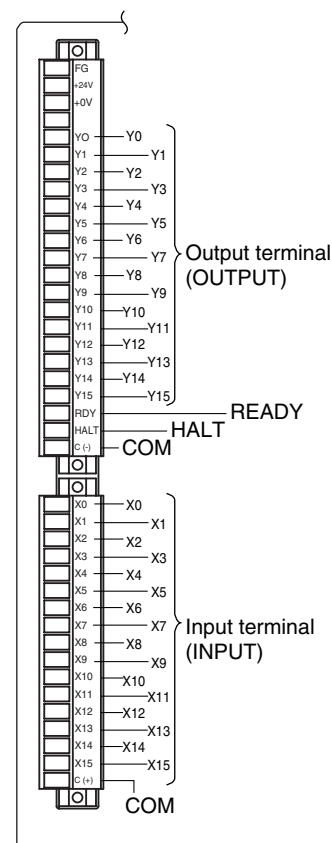 FG
+24V
+0V
YO Y0
Y1 Y1
Y2 Y2
Y3 Y3
Y4 Y4
Y5 Y5
Y6 Y6
Y7 Y7
Y8 Y8
Y9 Y9
Y10 Y10
Y11 Y11
Y12 Y12
Y13 Y13
Y14 Y14
Y15 Y15
Output terminal
(OUTPUT)
RDY READY
HALT HALT
C (-) COM
X0 X0
X1 X1
X2 X2
X3 X3
X4 X4
X5 X5
X6 X6
X7 X7
X8 X8
X9 X9
X10 X10
X11 X11
X12 X12
X13 X13
X14 X14
X15 X15
Input terminal
(INPUT)
C (+) COM